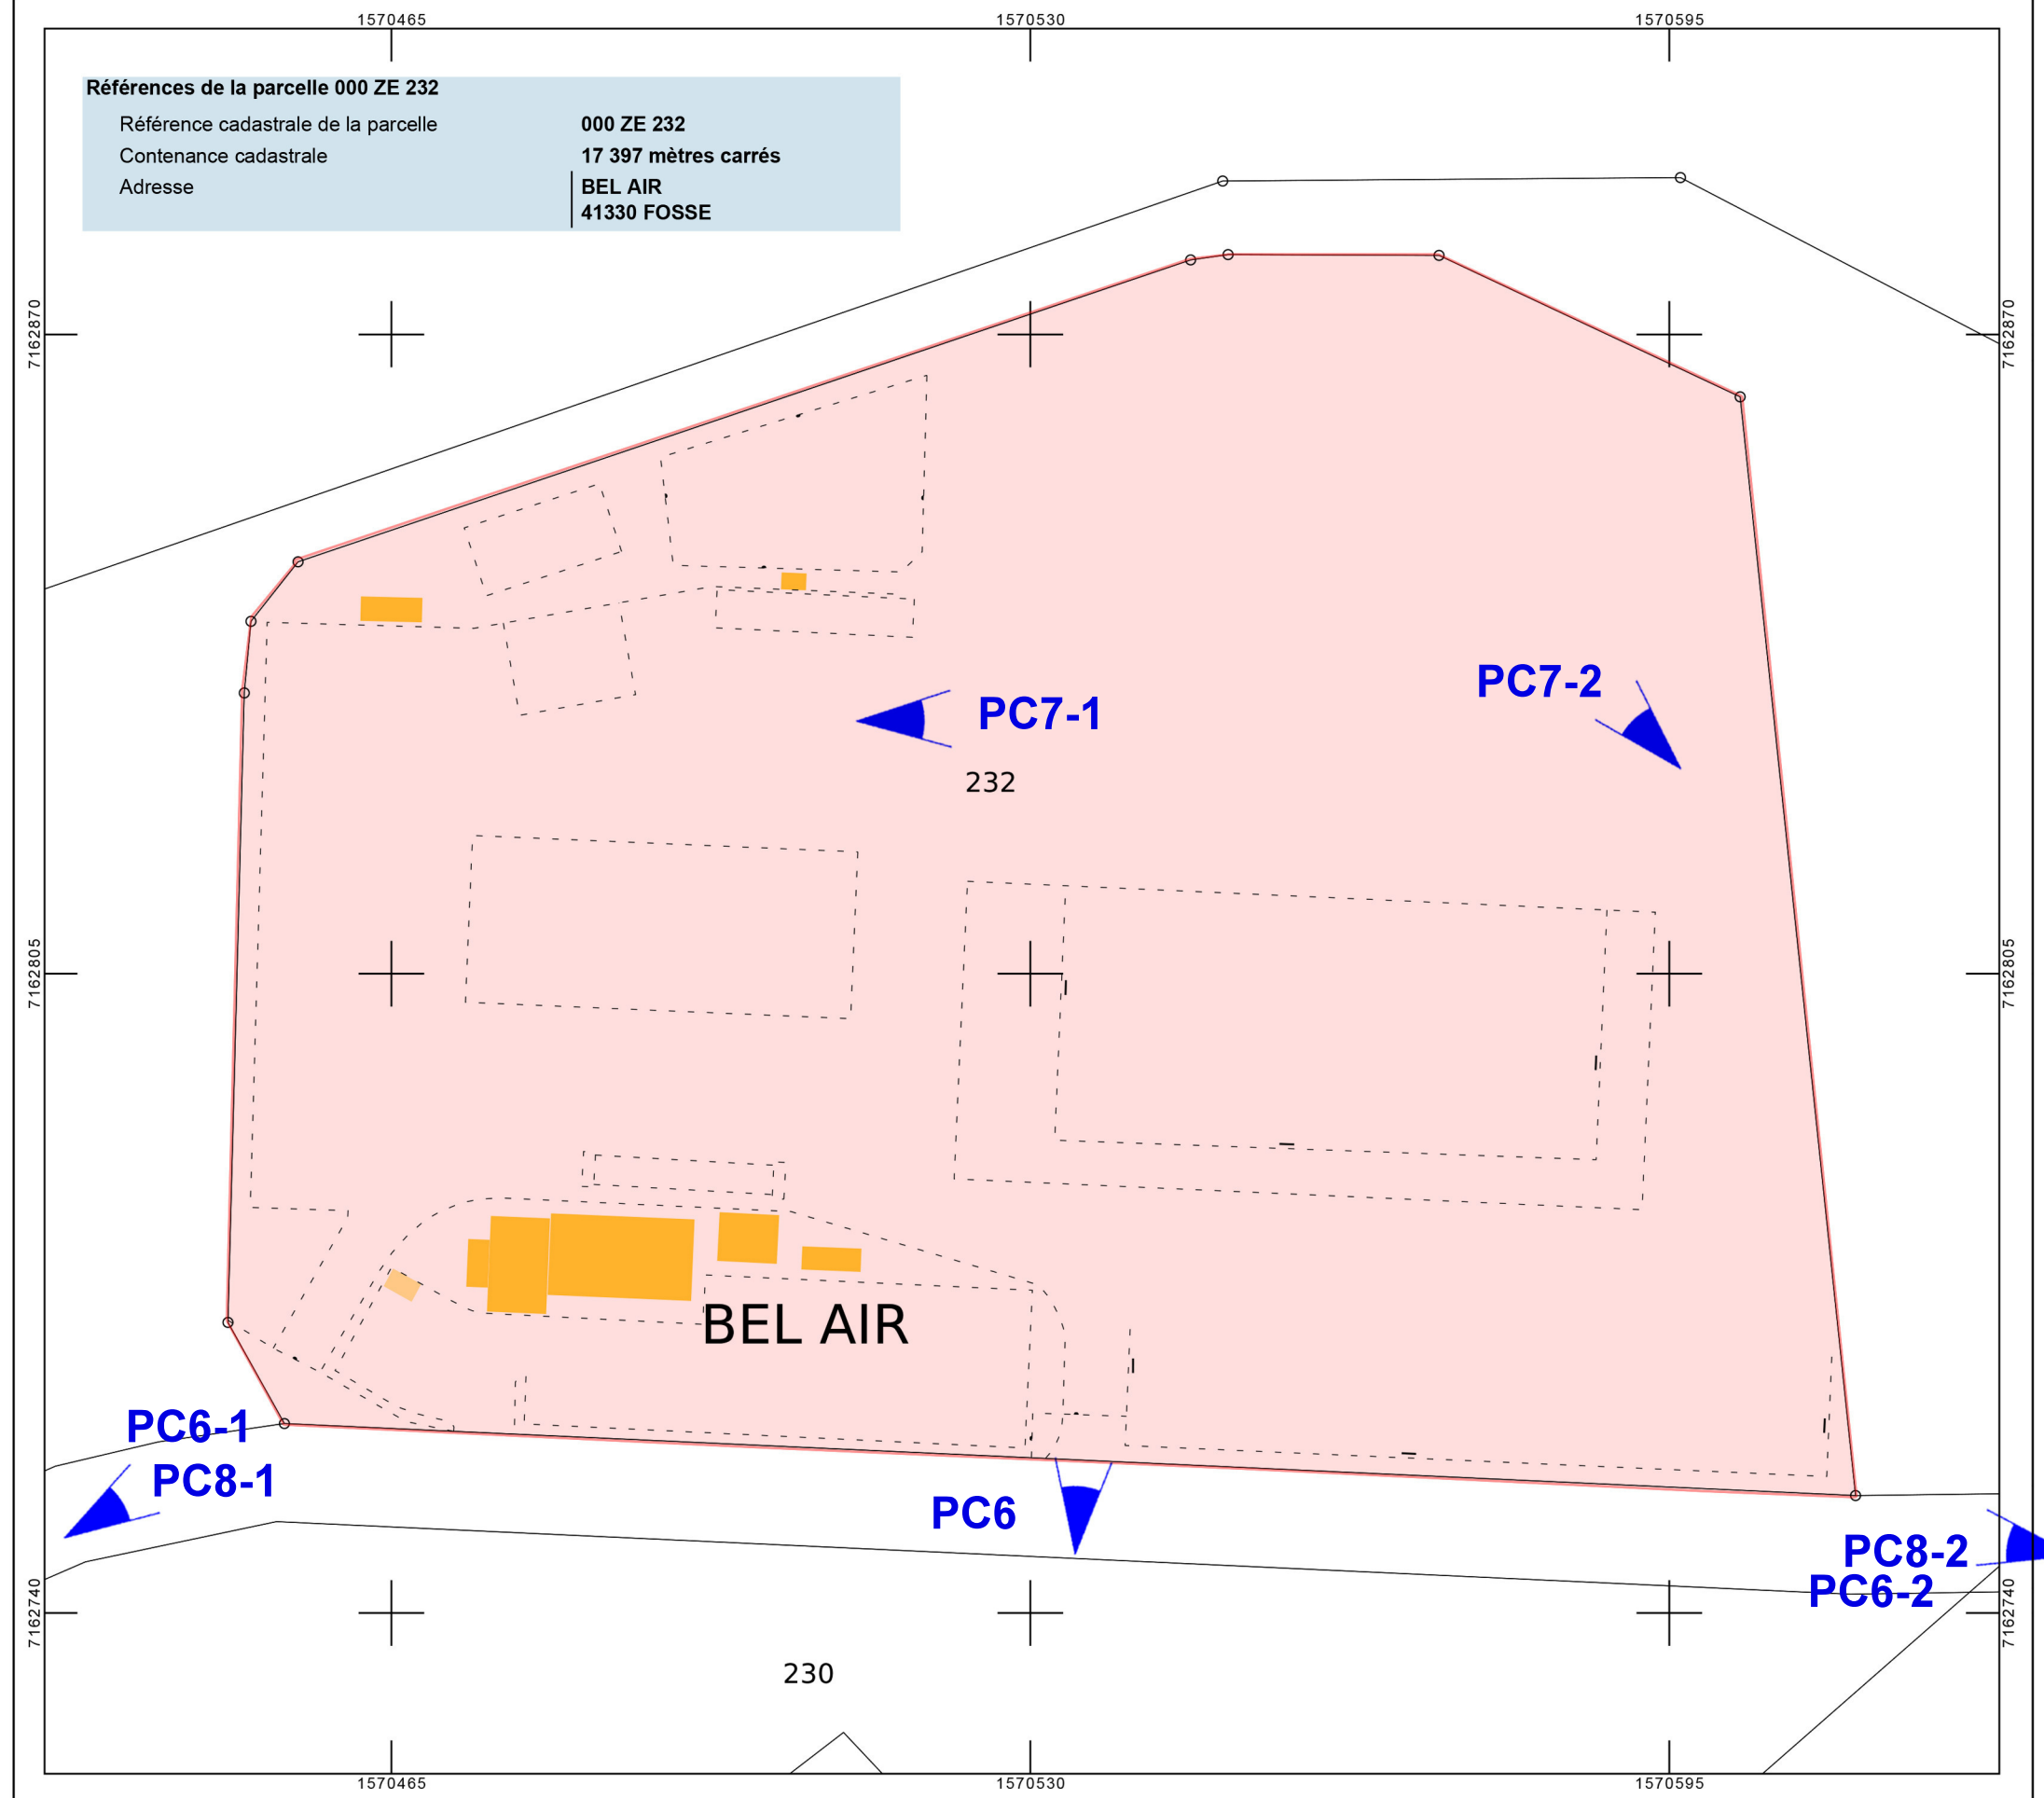 1570465 1570530 1570595
Références de la parcelle 000 ZE 232
Référence cadastrale de la parcelle 000 ZE 232
Contenance cadastrale 17 397 mètres carrés
Adresse BEL AIR
41330 FOSSE
7162870 7162870
PC7-2
PC7-1
232
7162805 7162805
BEL AIR
PC6-1
PC8-1
PC6
PC8-2
PC6-2
7162740 7162740
230
1570465 1570530 1570595